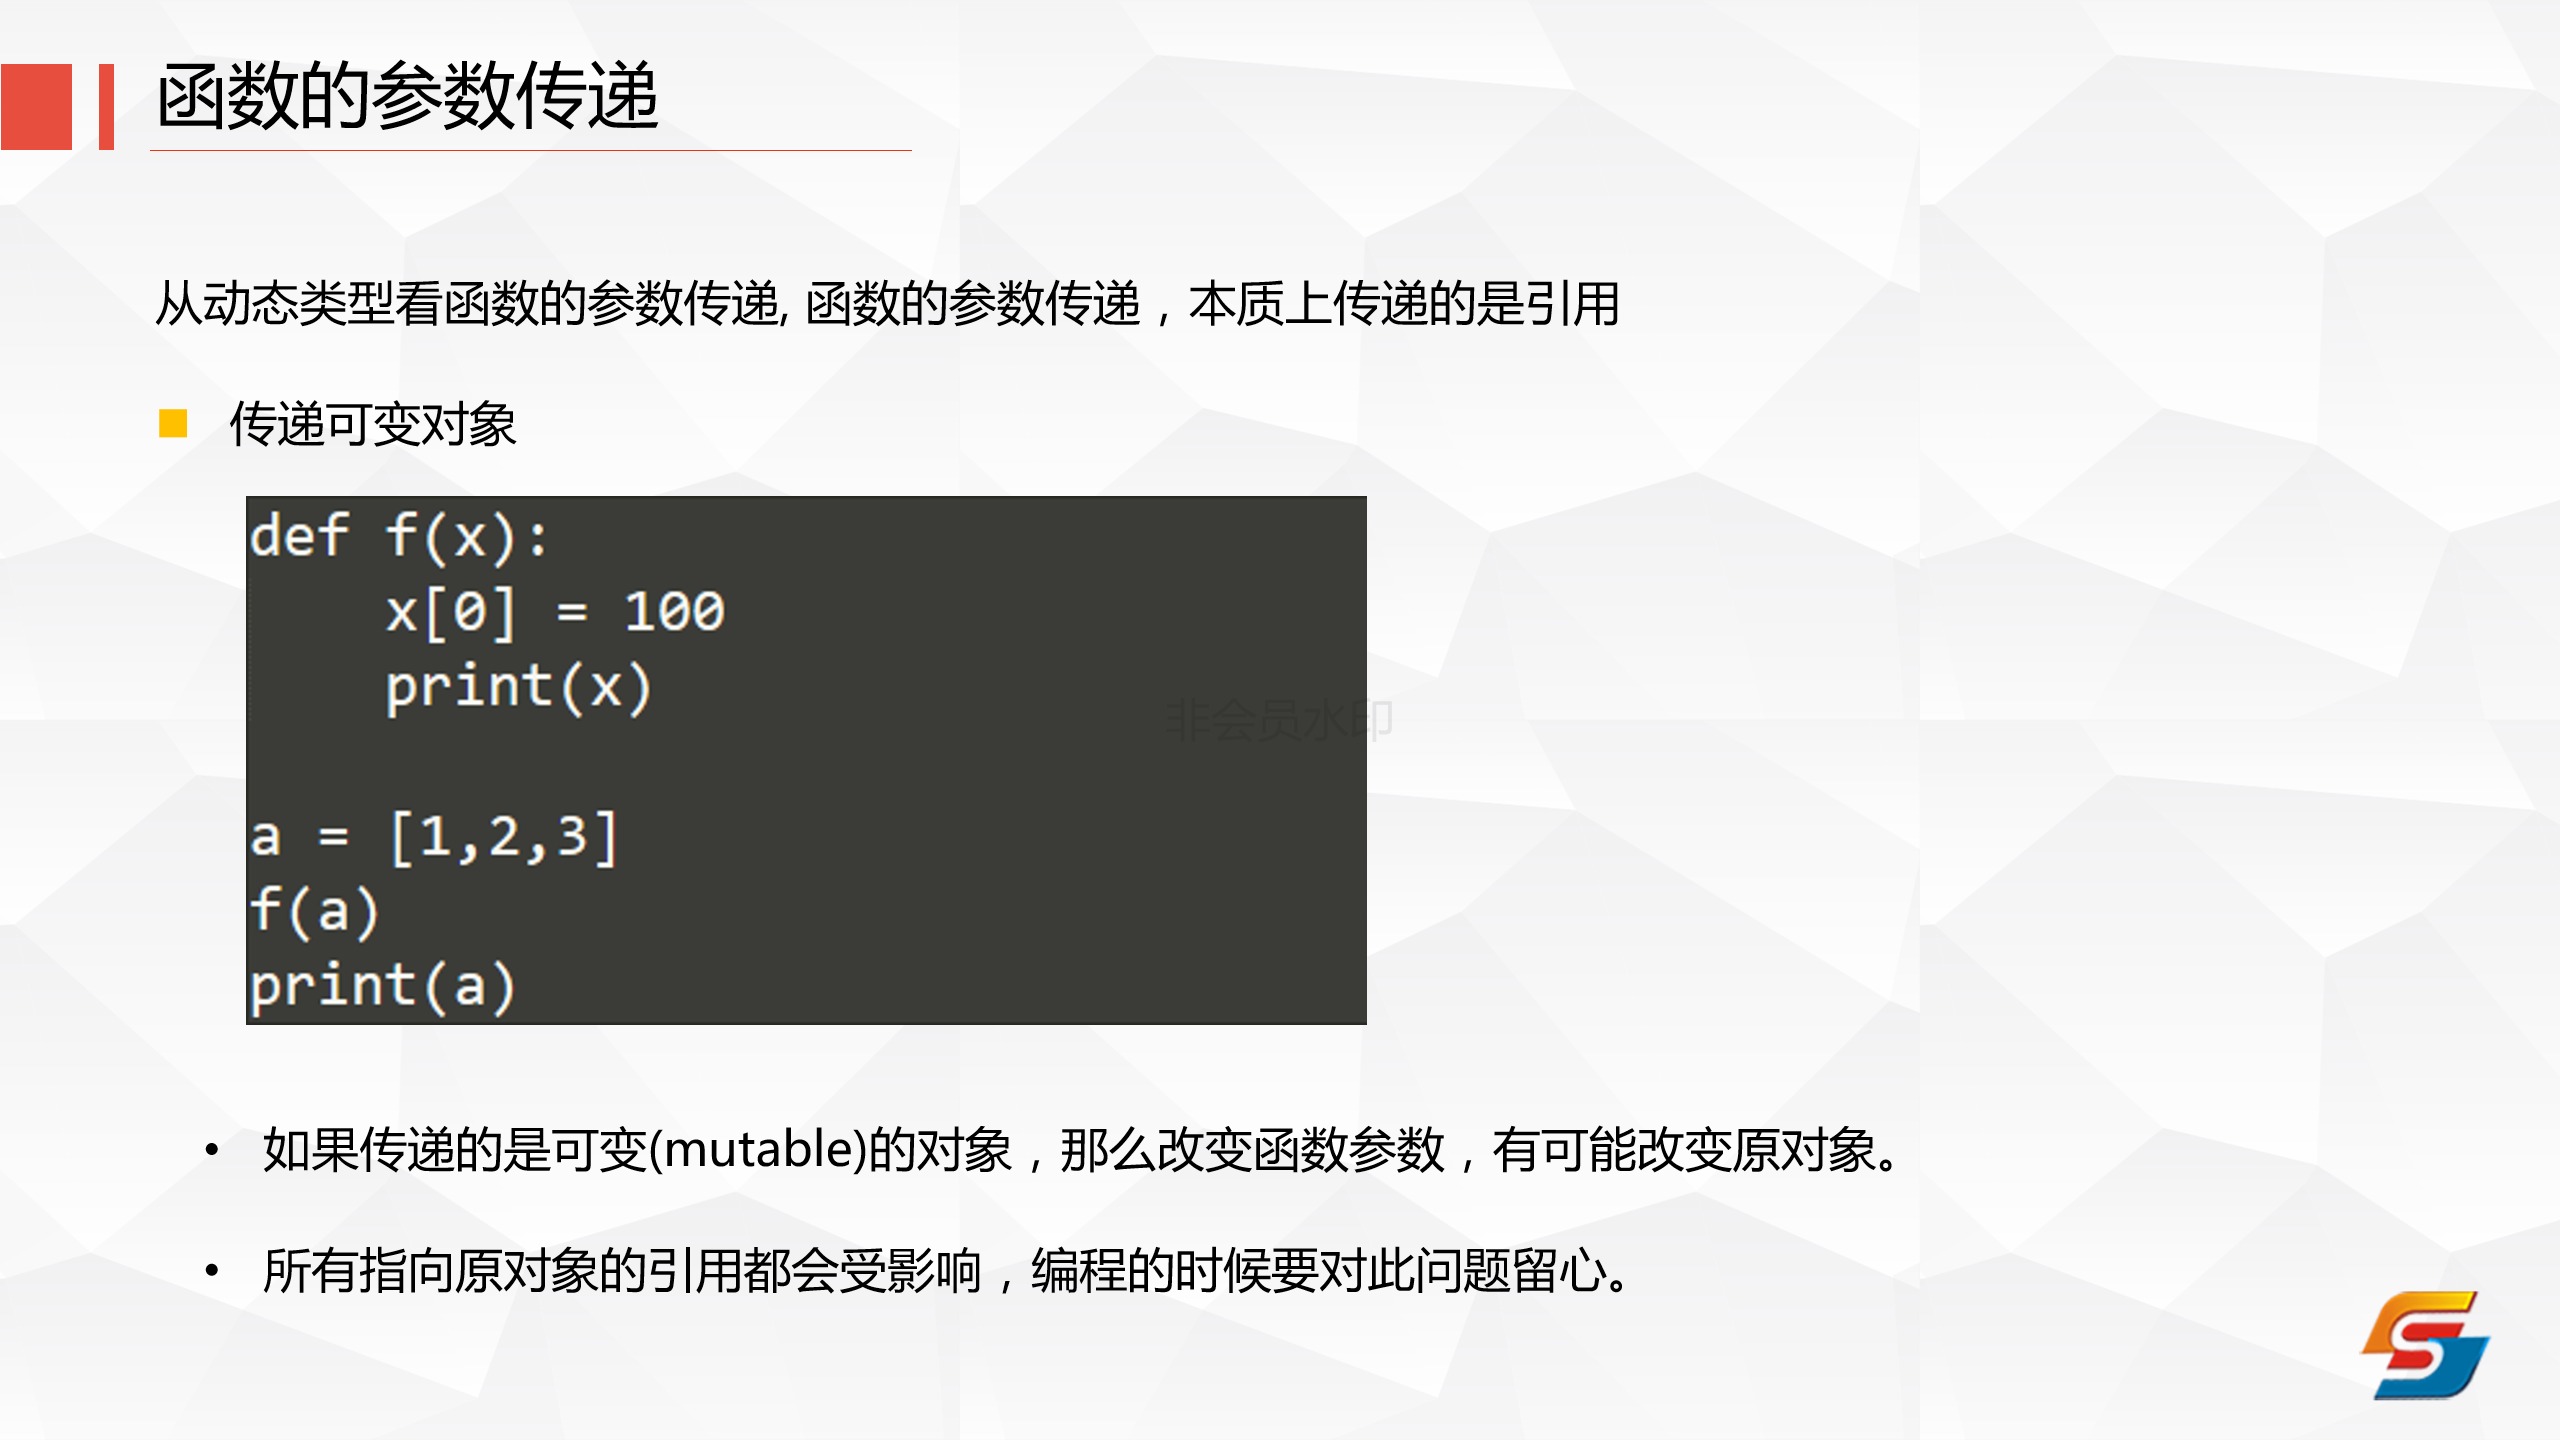 函数的参数传递
从动态类型看函数的参数传递, 函数的参数传递，本质上传递的是引用
传递可变对象
def f(x):
    x[0] = 100
    print(x)
非会员水印
a = [1,2,3]
f(a)
print(a)
• 如果传递的是可变(mutable)的对象，那么改变函数参数，有可能改变原对象。
• 所有指向原对象的引用都会受影响，编程的时候要对此问题留心。